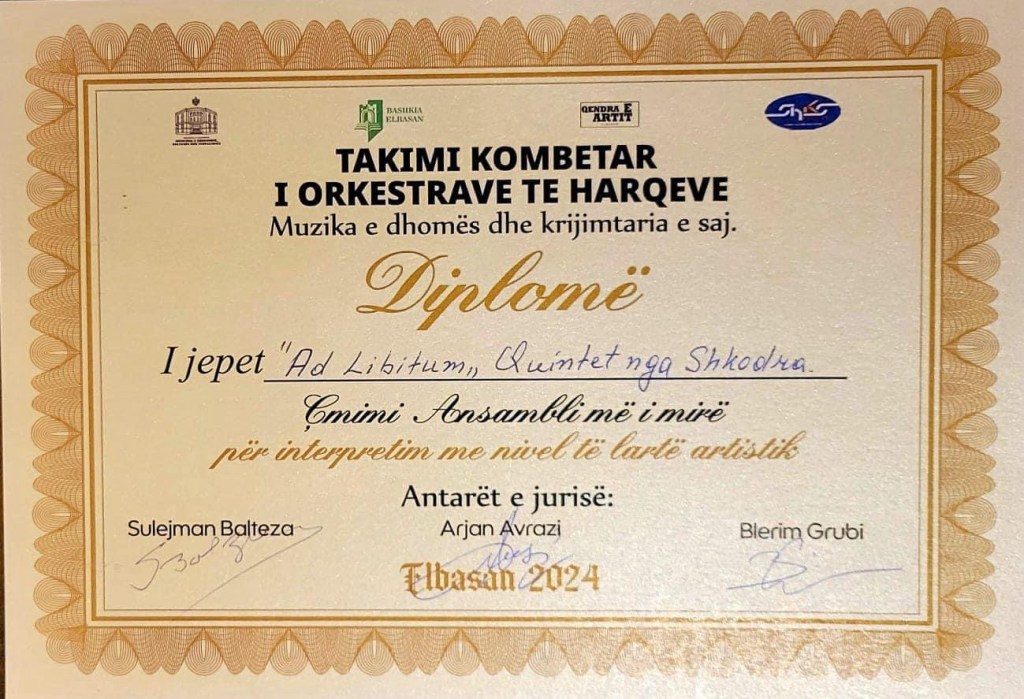 BASHKIA
ELBASAN
QENDRA E
ARTIT
ShKS
TAKIMI KOMBETAR
I ORKESTRAVE TE HARQEVE
Muzika e dhomës dhe krijimtaria e saj.
Diplomë
I jepet "Ad Libitum„ Quintet nga Shkodra.
Çmimi Ansambli më i mirë
për interpretim me nivel të lartë artistik
Antarët e jurisë:
Sulejman Balteza Arjan Avrazi Blerim Grubi
Elbasan 2024